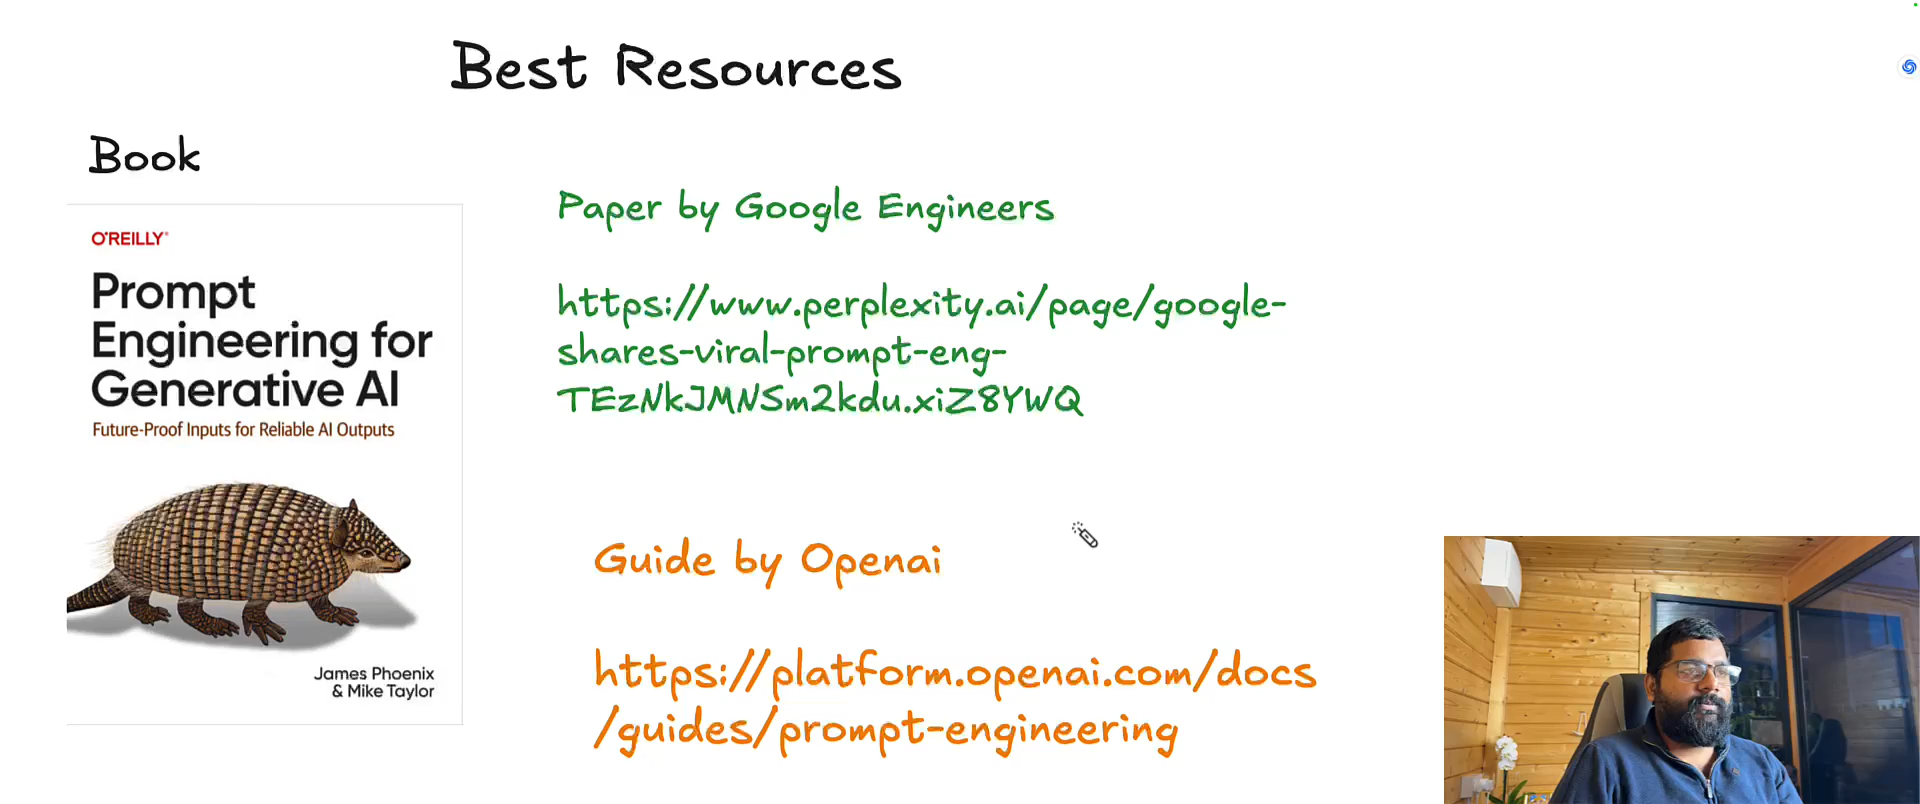 Best Resources
Book
O'REILLY®
Prompt
Engineering for
Generative AI
Future-Proof Inputs for Reliable AI Outputs
James Phoenix
& Mike Taylor
Paper by Google Engineers
https://www.perplexity.ai/page/google-
shares-viral-prompt-eng-
TEzNkJMNSm2kdu.xiZ8YWQ
Guide by Openai
https://platform.openai.com/docs
/guides/prompt-engineering